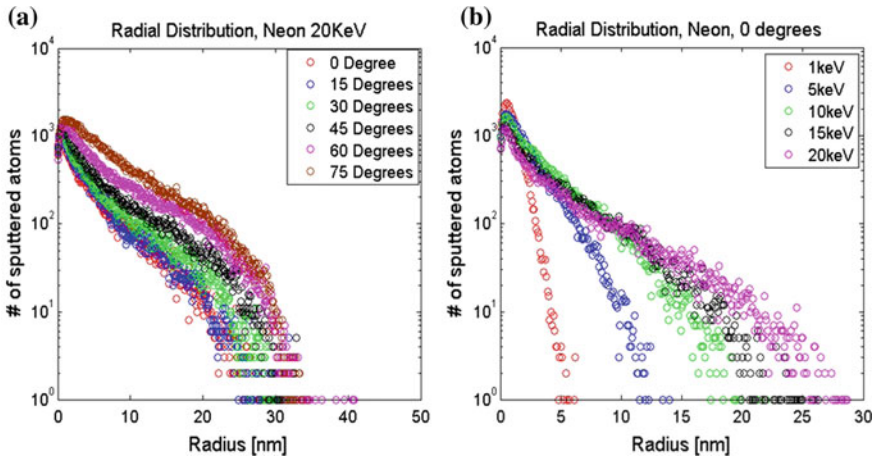 (a)
Radial Distribution, Neon 20KeV
# of sputtered atoms
10^4
10^3
10^2
10^1
10^0
0 Degree
15 Degrees
30 Degrees
45 Degrees
60 Degrees
75 Degrees
0 10 20 30 40 50
Radius [nm]
(b)
Radial Distribution, Neon, 0 degrees
# of sputtered atoms
10^4
10^3
10^2
10^1
10^0
1keV
5keV
10keV
15keV
20keV
0 5 10 15 20 25 30
Radius [nm]